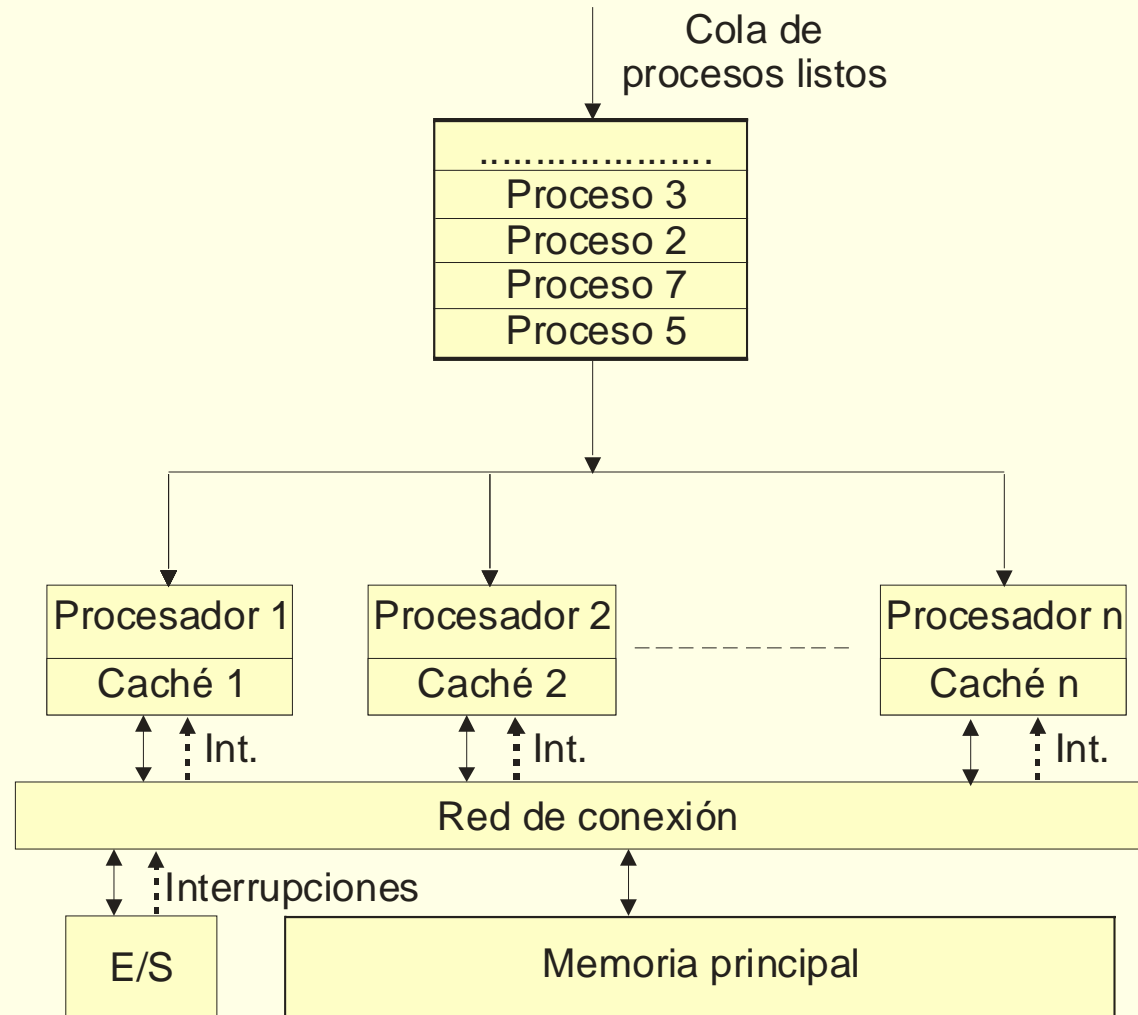 Cola de
procesos listos
.....................
Proceso 3
Proceso 2
Proceso 7
Proceso 5
Procesador 1
Procesador 2
Procesador n
Caché 1
Caché 2
Caché n
Int.
Int.
Int.
Red de conexión
Interrupciones
E/S
Memoria principal